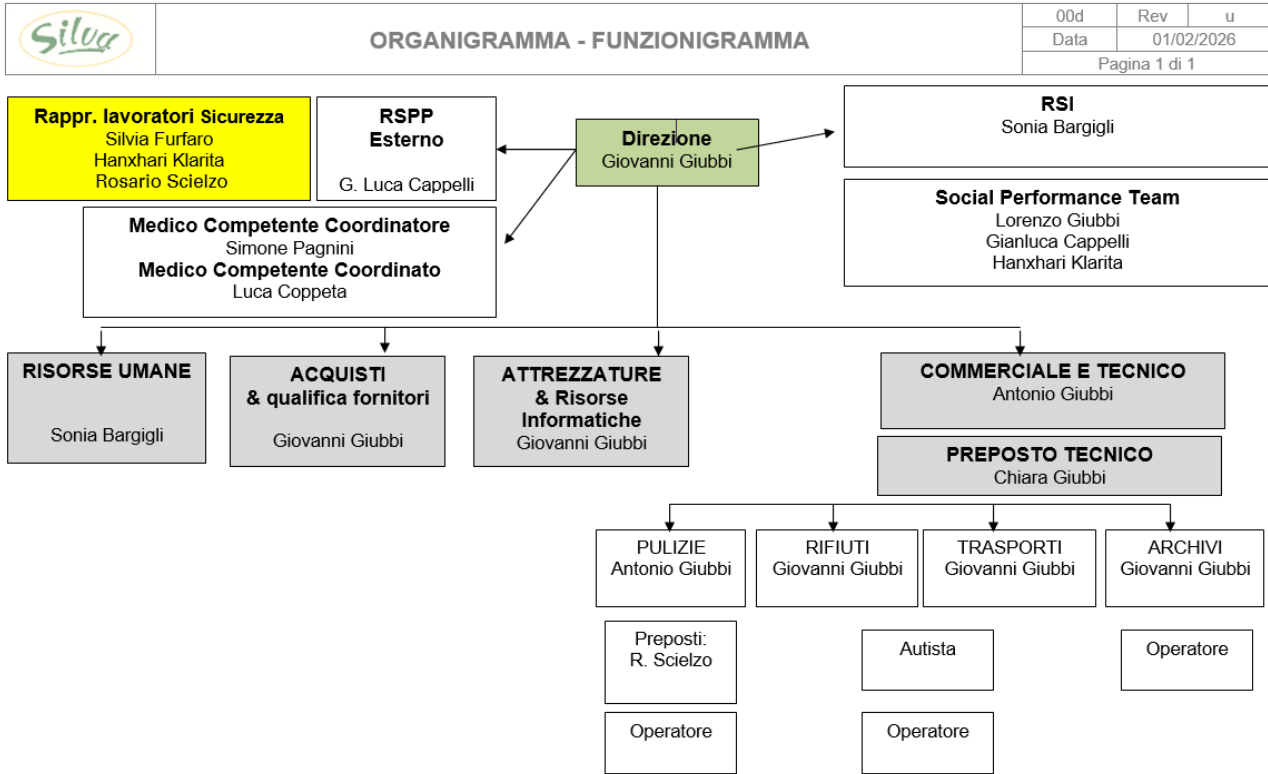 Silva
ORGANIGRAMMA - FUNZIONIGRAMMA
00d Rev u
Data 01/02/2026
Pagina 1 di 1
Rappr. lavoratori Sicurezza
Silvia Furfaro
Hanxhari Klarita
Rosario Scielzo
RSPP
Esterno
G. Luca Cappelli
Direzione
Giovanni Giubbi
RSI
Sonia Bargigli
Social Performance Team
Lorenzo Giubbi
Gianluca Cappelli
Hanxhari Klarita
Medico Competente Coordinatore
Simone Pagnini
Medico Competente Coordinato
Luca Coppeta
RISORSE UMANE
Sonia Bargigli
ACQUISTI
& qualifica fornitori
Giovanni Giubbi
ATTREZZATURE
& Risorse
Informatiche
Giovanni Giubbi
COMMERCIALE E TECNICO
Antonio Giubbi
PREPOSTO TECNICO
Chiara Giubbi
PULIZIE
Antonio Giubbi
RIFIUTI
Giovanni Giubbi
TRASPORTI
Giovanni Giubbi
ARCHIVI
Giovanni Giubbi
Preposti:
R. Scielzo
Autista
Operatore
Operatore
Operatore